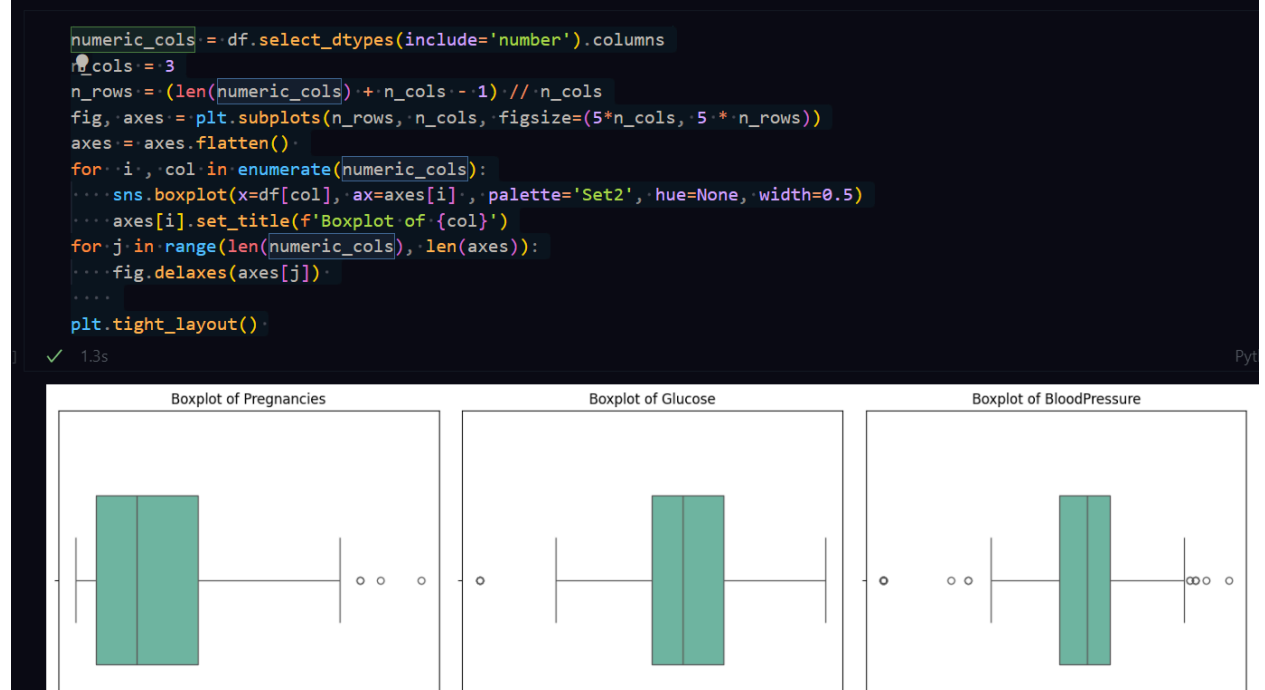 numeric_cols = df.select_dtypes(include='number').columns
n_cols = 3
n_rows = (len(numeric_cols) + n_cols - 1) // n_cols
fig, axes = plt.subplots(n_rows, n_cols, figsize=(5*n_cols, 5 * n_rows))
axes = axes.flatten()
for  i , col in enumerate(numeric_cols):
    sns.boxplot(x=df[col], ax=axes[i] , palette='Set2', hue=None, width=0.5)
    axes[i].set_title(f'Boxplot of {col}')
for j in range(len(numeric_cols), len(axes)):
    fig.delaxes(axes[j])
plt.tight_layout()
] ✓ 1.3s
Pyt
Boxplot of Pregnancies
Boxplot of Glucose
Boxplot of BloodPressure